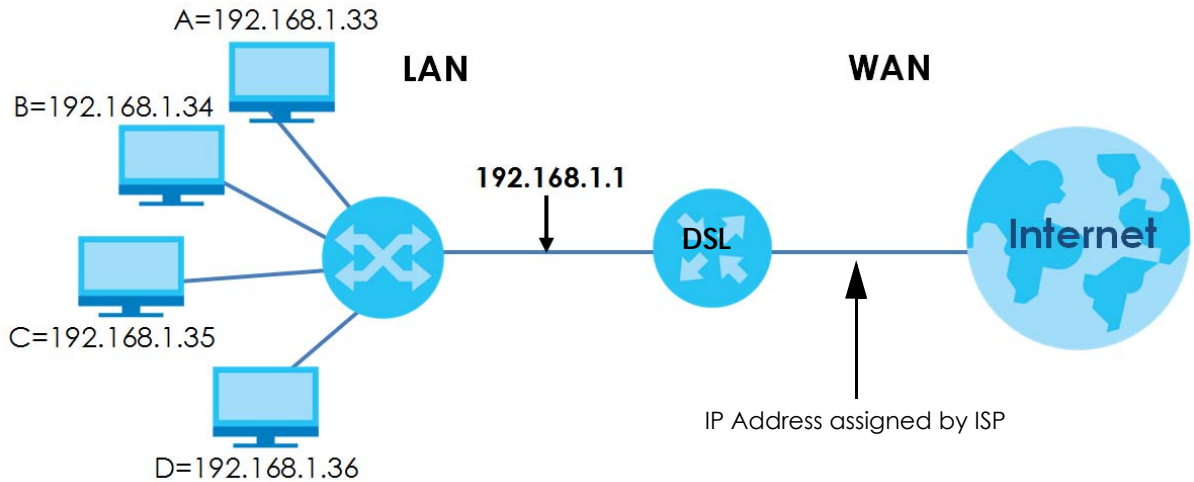 A=192.168.1.33
LAN
WAN
B=192.168.1.34
192.168.1.1
DSL
Internet
C=192.168.1.35
IP Address assigned by ISP
D=192.168.1.36